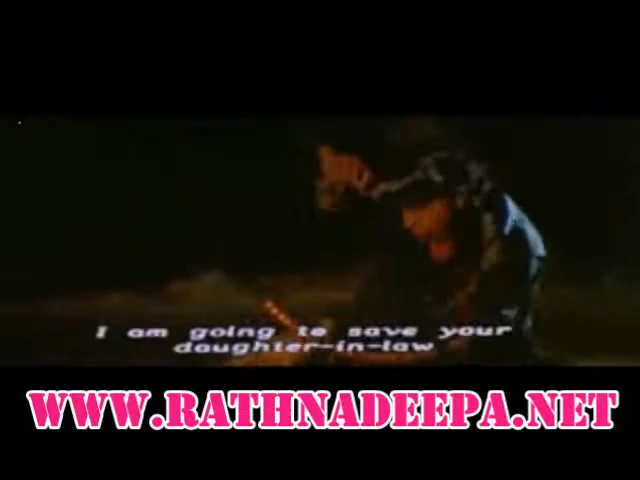 I am going to save your
daughter-in-law
WWW.RATHNADEEPA.NET